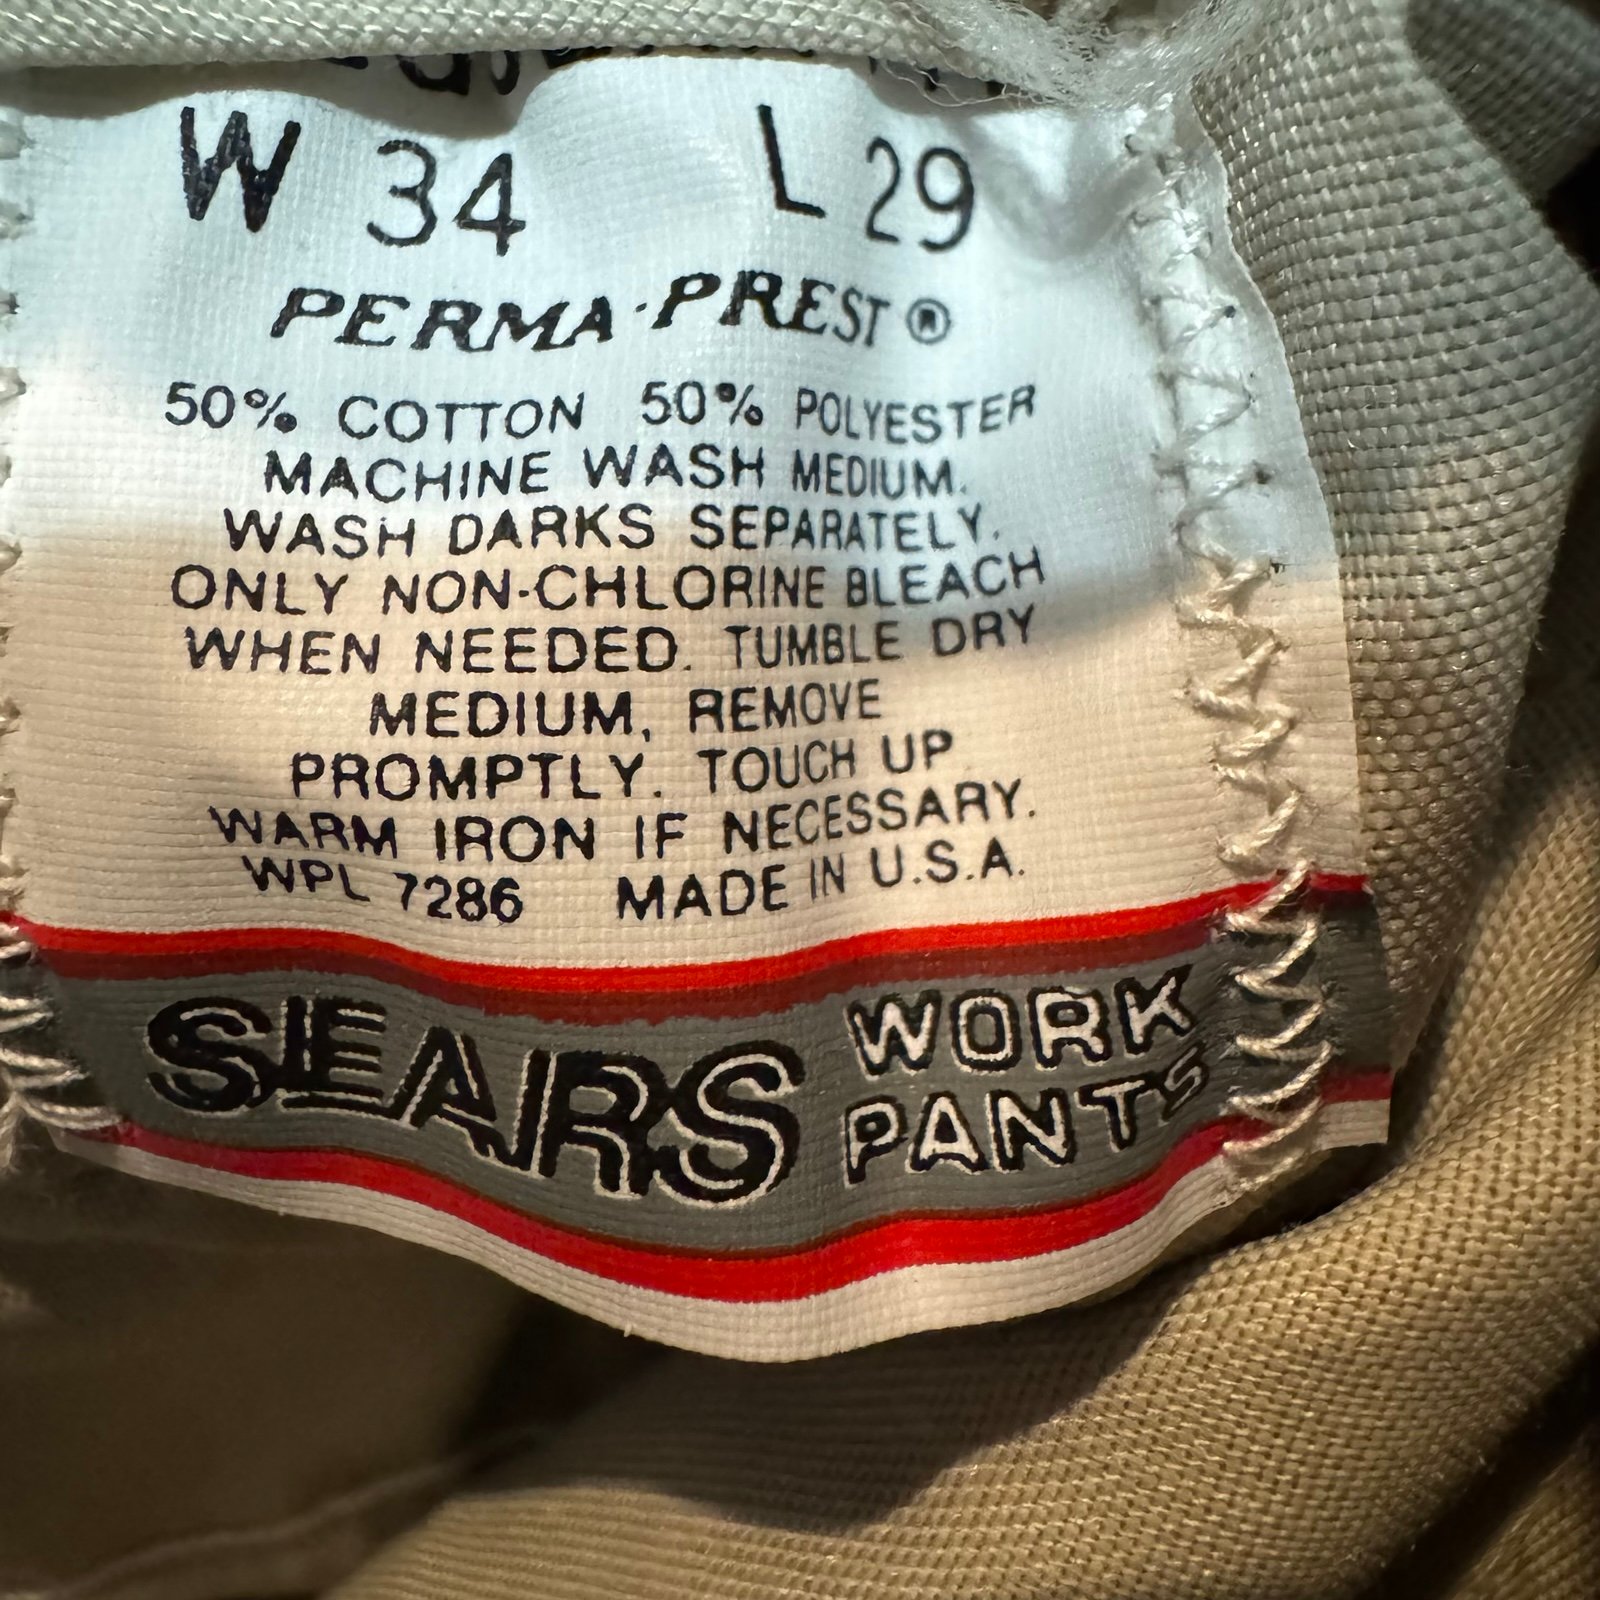 W 34 L 29
PERMA·PREST®
50% COTTON 50% POLYESTER
MACHINE WASH MEDIUM.
WASH DARKS SEPARATELY.
ONLY NON-CHLORINE BLEACH
WHEN NEEDED. TUMBLE DRY
MEDIUM, REMOVE
PROMPTLY. TOUCH UP
WARM IRON IF NECESSARY.
WPL 7286 MADE IN U.S.A.
SEARS WORK
PANTS